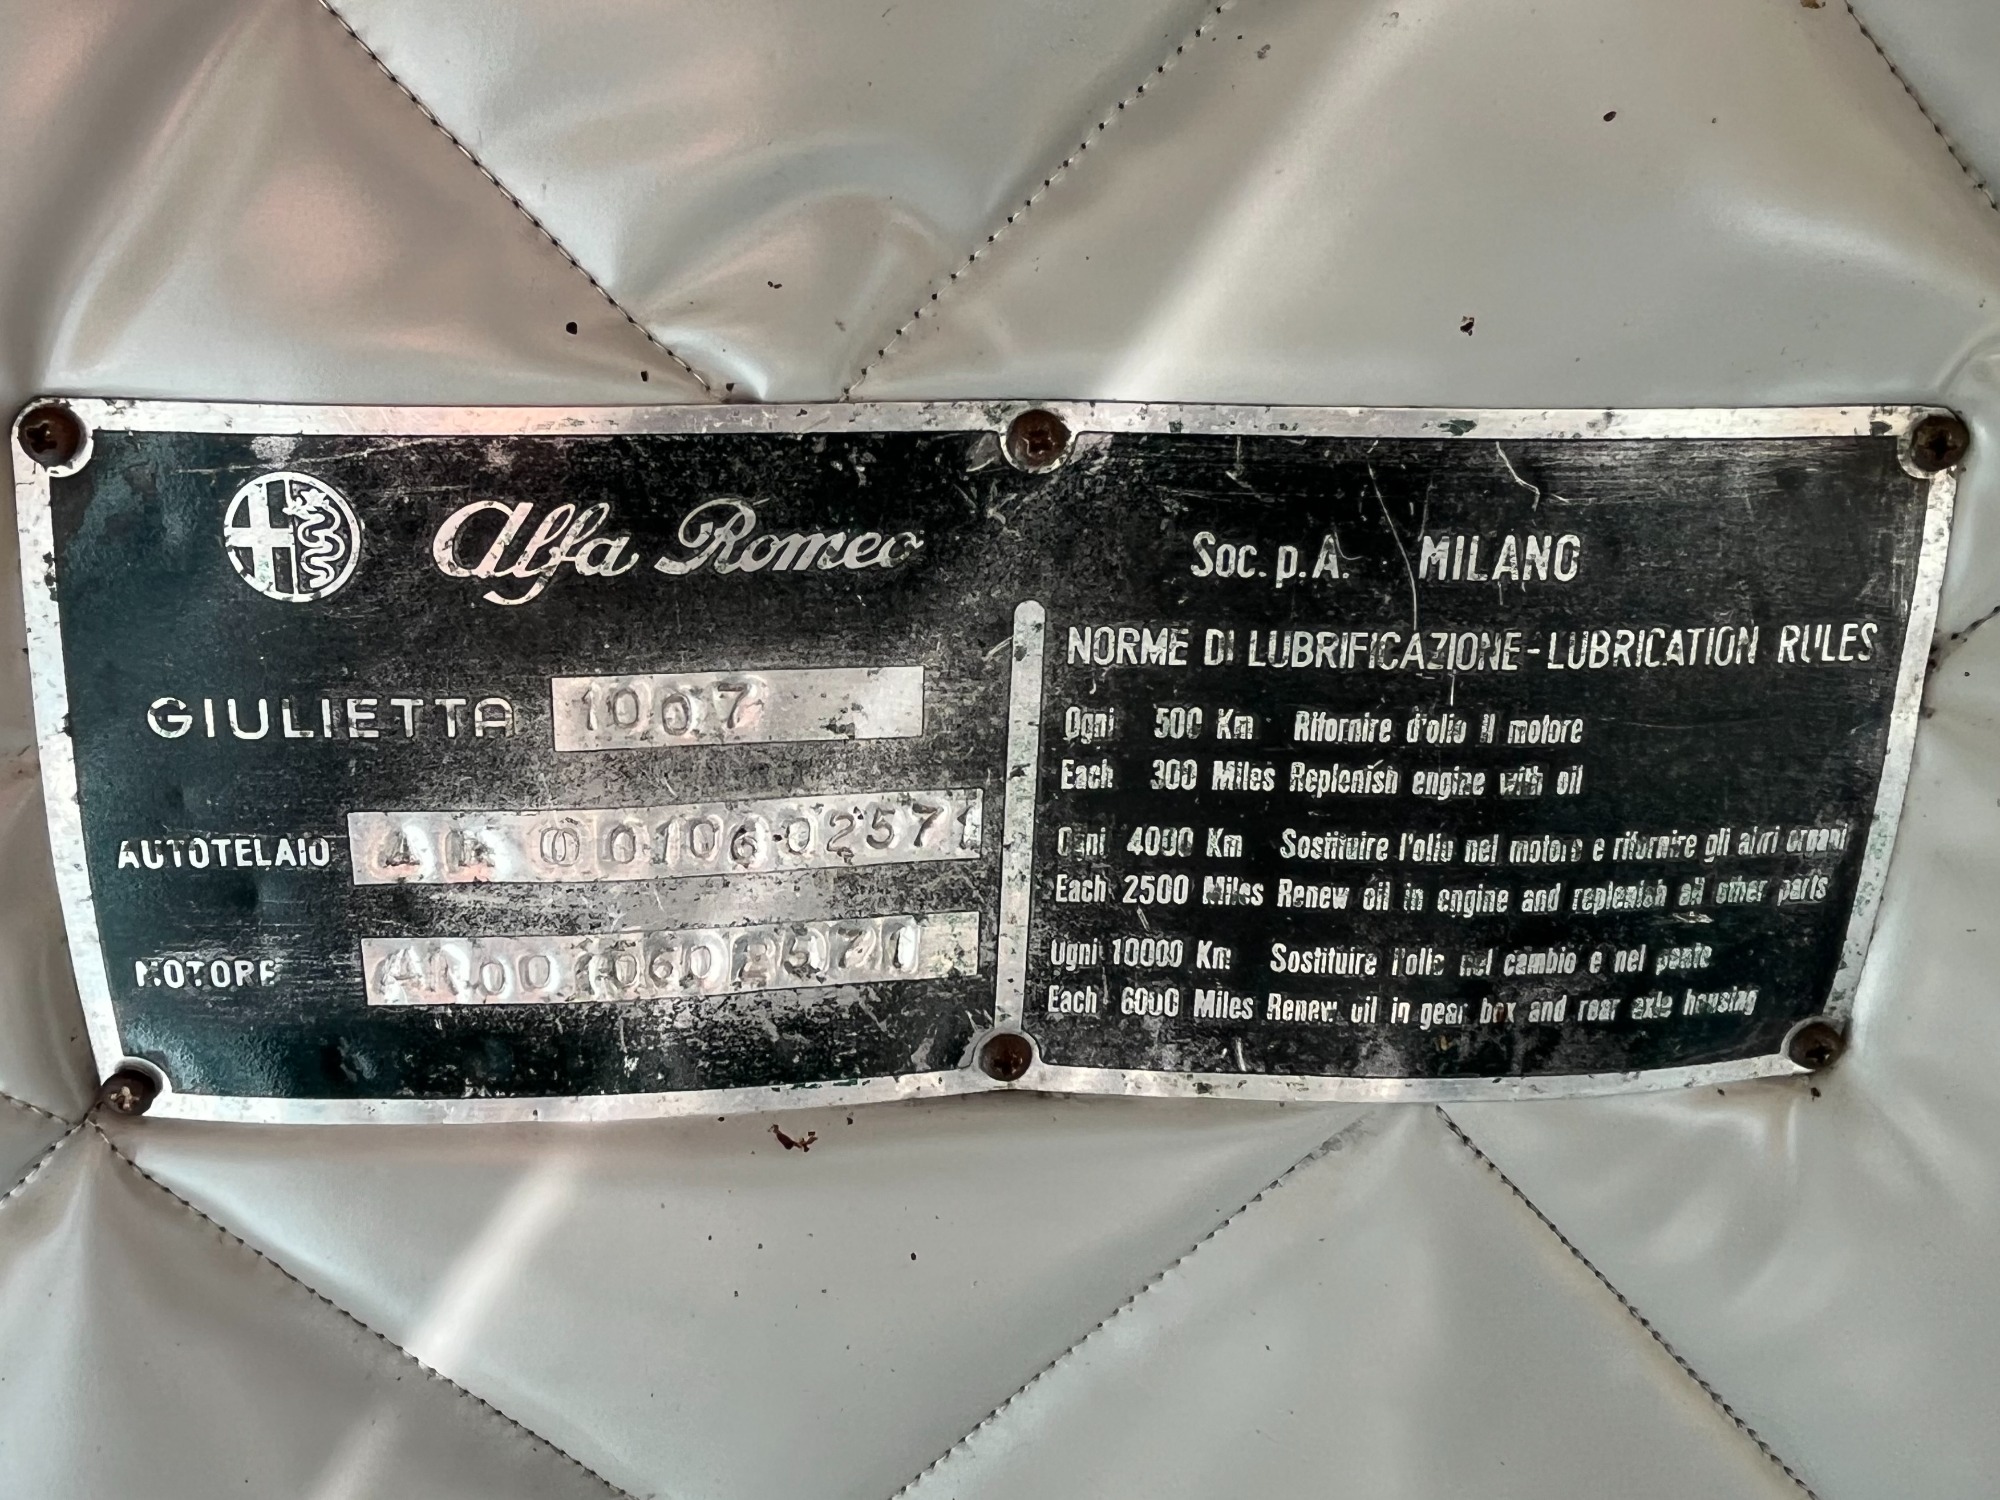 Alfa Romeo
GIULIETTA 1007
AUTOTELAIO 0010602571
MOTORE AR0010602571
Soc. p. A. MILANO
NORME DI LUBRIFICAZIONE - LUBRICATION RULES
Ogni 500 Km Rifornire d'olio il motore
Each 300 Miles Replenish engine with oil
Ogni 4000 Km Sostituire l'olio nel motore e rifornire gli altri organi
Each 2500 Miles Renew oil in engine and replenish all other parts
Ogni 10000 Km Sostituire l'olio nel cambio e nel ponte
Each 6000 Miles Renew oil in gear box and rear axle housing